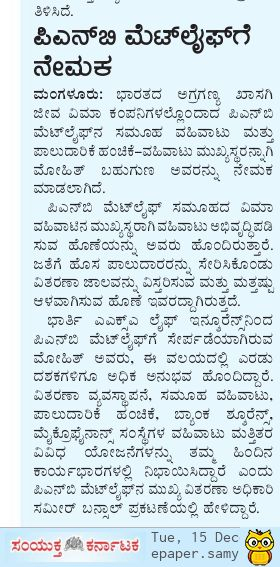 ತಿಳಿಸಿದೆ.
ಪಿಎನ್‌ಬಿ ಮೆಟ್‌ಲೈಫ್‌ಗೆ
ನೇಮಕ
ಮಂಗಳೂರು: ಭಾರತದ ಅಗ್ರಗಣ್ಯ ಖಾಸಗಿ
ಜೀವ ವಿಮಾ ಕಂಪನಿಗಳಲ್ಲೊಂದಾದ ಪಿಎನ್‌ಬಿ
ಮೆಟ್‌ಲೈಫ್‌ನ ಸಮೂಹ ವಹಿವಾಟು ಮತ್ತು
ಪಾಲುದಾರಿಕೆ ಹಂಚಿಕೆ-ವಹಿವಾಟು ಮುಖ್ಯಸ್ಥರನ್ನಾಗಿ
ಮೋಹಿತ್ ಬಹುಗುಣ ಅವರನ್ನು ನೇಮಕ
ಮಾಡಲಾಗಿದೆ.
ಪಿಎನ್‌ಬಿ ಮೆಟ್‌ಲೈಫ್ ಸಮೂಹದ ವಿಮಾ
ವಹಿವಾಟಿನ ಮುಖ್ಯಸ್ಥರಾಗಿ ವಹಿವಾಟು ಅಭಿವೃದ್ಧಿಪಡಿ
ಸುವ ಹೊಣೆಯನ್ನು ಅವರು ಹೊಂದಿರುತ್ತಾರೆ.
ಜತೆಗೆ ಹೊಸ ಪಾಲುದಾರರನ್ನು ಸೇರಿಸಿಕೊಂಡು
ವಿತರಣಾ ಜಾಲವನ್ನು ವಿಸ್ತರಿಸುವ ಮತ್ತು ಮತ್ತಷ್ಟು
ಆಳವಾಗಿಸುವ ಹೊಣೆ ಇವರದ್ದಾಗಿರುತ್ತದೆ.
ಭಾರ್ತಿ ಎಎಕ್ಸ್‌ಎ ಲೈಫ್ ಇನ್ಶೂರೆನ್ಸ್‌ನಿಂದ
ಪಿಎನ್‌ಬಿ ಮೆಟ್‌ಲೈಫ್‌ಗೆ ಸೇರ್ಪಡೆಯಾಗಿರುವ
ಮೋಹಿತ್ ಅವರು, ಈ ವಲಯದಲ್ಲಿ ಎರಡು
ದಶಕಗಳಿಗೂ ಅಧಿಕ ಅನುಭವ ಹೊಂದಿದ್ದಾರೆ.
ವಿತರಣಾ ವ್ಯವಸ್ಥಾಪನೆ, ಸಮೂಹ ವಹಿವಾಟು,
ಪಾಲುದಾರಿಕೆ ಹಂಚಿಕೆ, ಬ್ಯಾಂಕ ಶ್ಶೂರೆನ್ಸ್,
ಮೈಕ್ರೊಫೈನಾನ್ಸ್ ಸಂಸ್ಥೆಗಳ ವಹಿವಾಟು ಮತ್ತಿತರ
ವಿವಿಧ ಯೋಜನೆಗಳನ್ನು ತಮ್ಮ ಹಿಂದಿನ
ಕಾರ್ಯಭಾರಗಳಲ್ಲಿ ನಿಭಾಯಿಸಿದ್ದಾರೆ ಎಂದು
ಪಿಎನ್‌ಬಿ ಮೆಟ್‌ಲೈಫ್‌ನ ಮುಖ್ಯ ವಿತರಣಾ ಅಧಿಕಾರಿ
ಸಮೀರ್ ಬನ್ಸಾಲ್ ಪ್ರಕಟಣೆಯಲ್ಲಿ ಹೇಳಿದ್ದಾರೆ.
ಸಂಯುಕ್ತ ಕರ್ನಾಟಕ
Tue, 15 Dec
epaper.samy